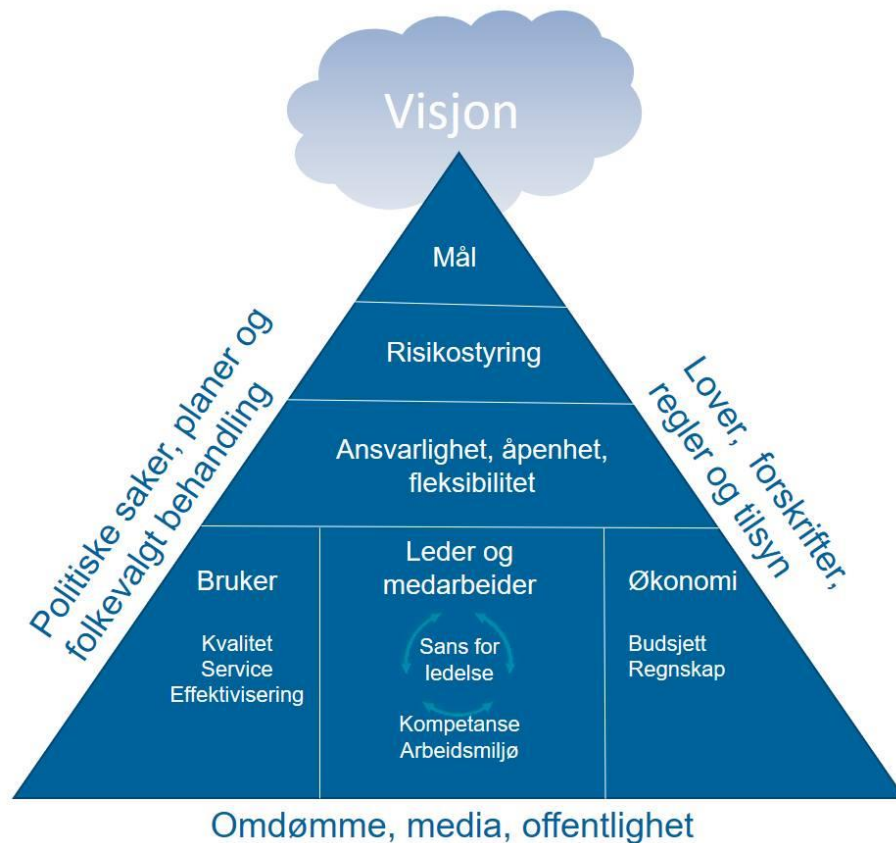 Visjon
Mål
Risikostyring
Ansvarlighet, åpenhet,
fleksibilitet
Bruker
Kvalitet
Service
Effektivisering
Leder og
medarbeider
Sans for
ledelse
Kompetanse
Arbeidsmiljø
Økonomi
Budsjett
Regnskap
Politiske saker, planer og
folkevalgt behandling
Lover, forskrifter,
regler og tilsyn
Omdømme, media, offentlighet